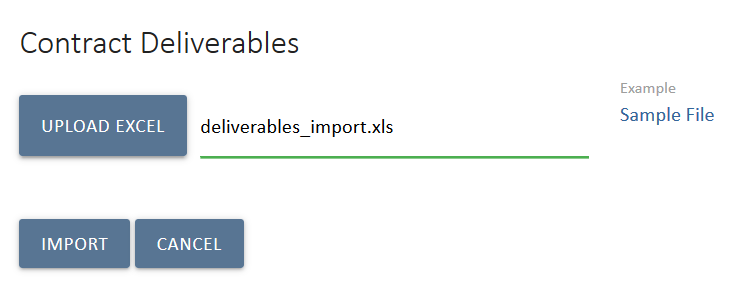 Contract Deliverables
Example
Sample File
UPLOAD EXCEL
deliverables_import.xls
IMPORT
CANCEL